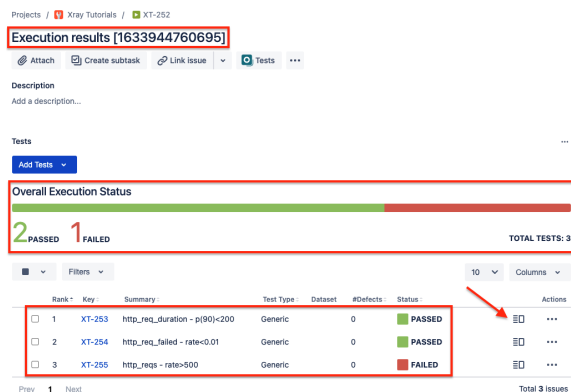 Projects / Xray Tutorials / XT-252
Execution results [1633944760695]
Attach Create subtask Link issue Tests
Description
Add a description...
Tests
Add Tests
Overall Execution Status
2 PASSED 1 FAILED TOTAL TESTS: 3
Filters 10 Columns
Rank Key Summary Test Type Dataset #Defects Status Actions
1 XT-253 http_req_duration - p(90)<200 Generic 0 PASSED
2 XT-254 http_req_failed - rate<0.01 Generic 0 PASSED
3 XT-255 http_reqs - rate>500 Generic 0 FAILED
Prev 1 Next Total 3 issues